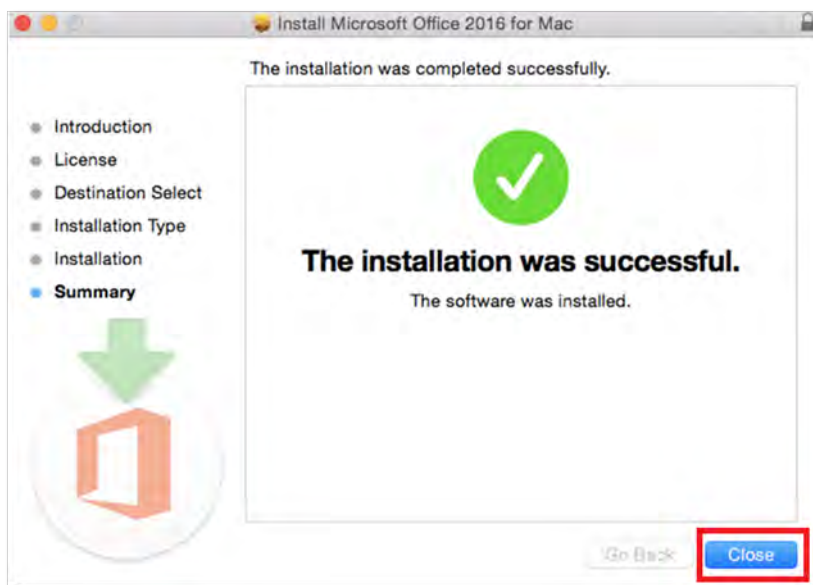 Install Microsoft Office 2016 for Mac
The installation was completed successfully.
Introduction
License
Destination Select
Installation Type
Installation
Summary
The installation was successful.
The software was installed.
Go Back
Close